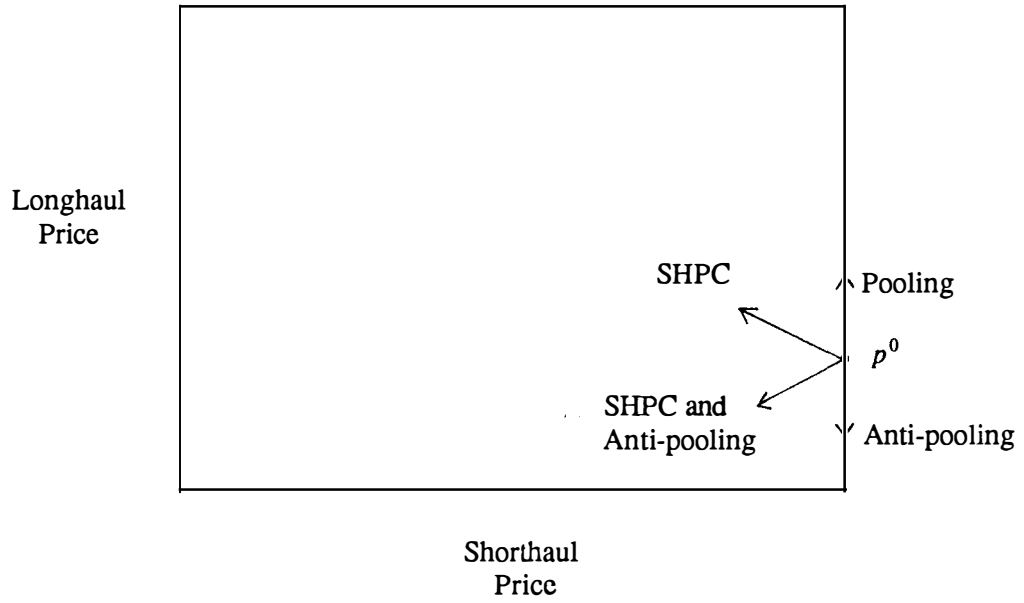 Longhaul
Price
SHPC
Pooling
p⁰
SHPC and
Anti-pooling
Anti-pooling
Shorthaul
Price